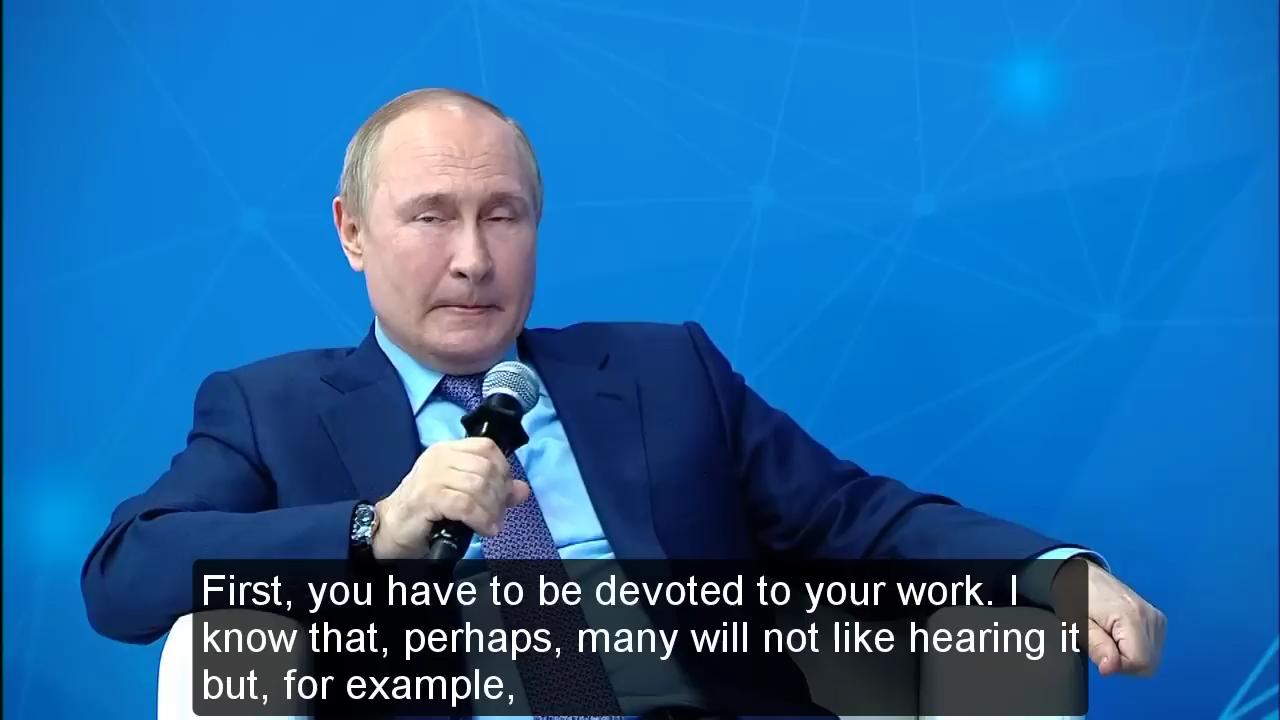 First, you have to be devoted to your work. I
know that, perhaps, many will not like hearing it
but, for example,